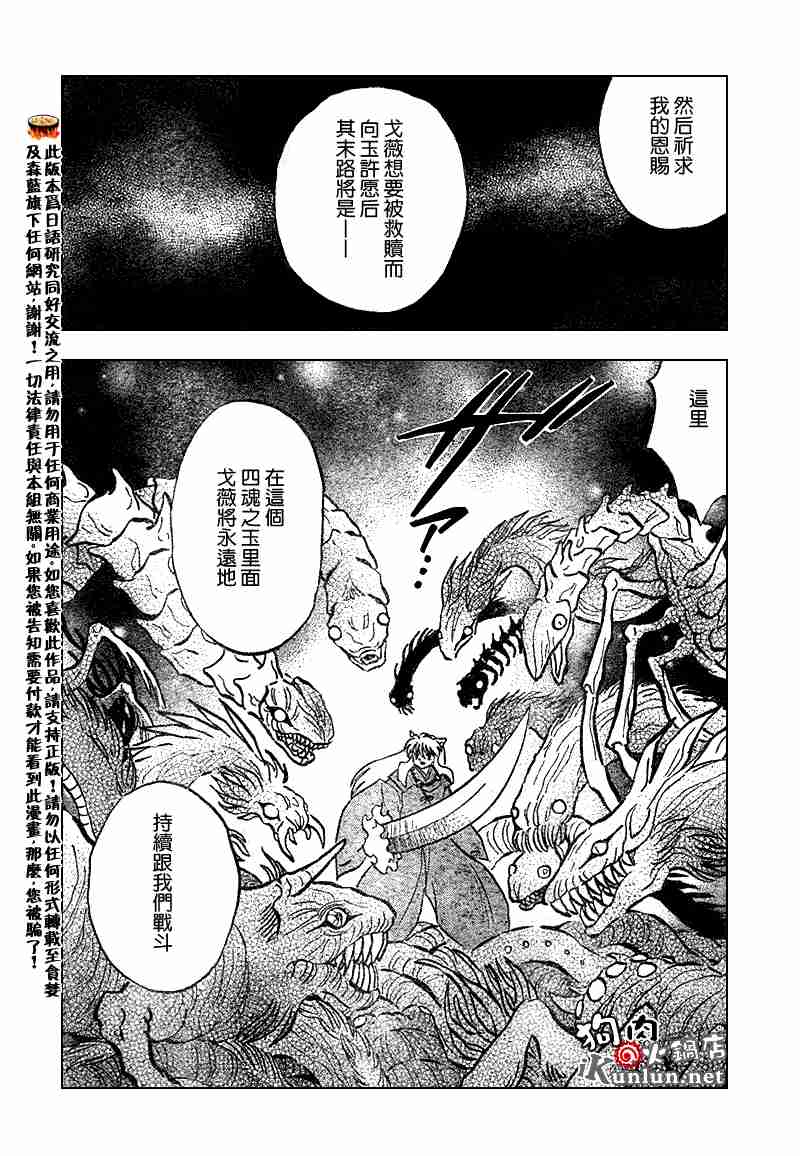 然后祈求
我的恩賜
戈薇想要被救贖而
向玉許愿后
其末路將是——
這里
在這個
四魂之玉里面
戈薇將永遠地
持續跟我們戰斗
此版本爲日語研究同好交流之用,請勿用于任何商業用途。如您喜歡此作品,請支持正版!請勿以任何形式轉載至貪婪
及森藍旗下任何網站,謝謝!一切法律責任與本組無關。如果您被告知需要付款才能看到此漫畫,那麽,您被騙了!
狗肉
火鍋店
iKunlun.net